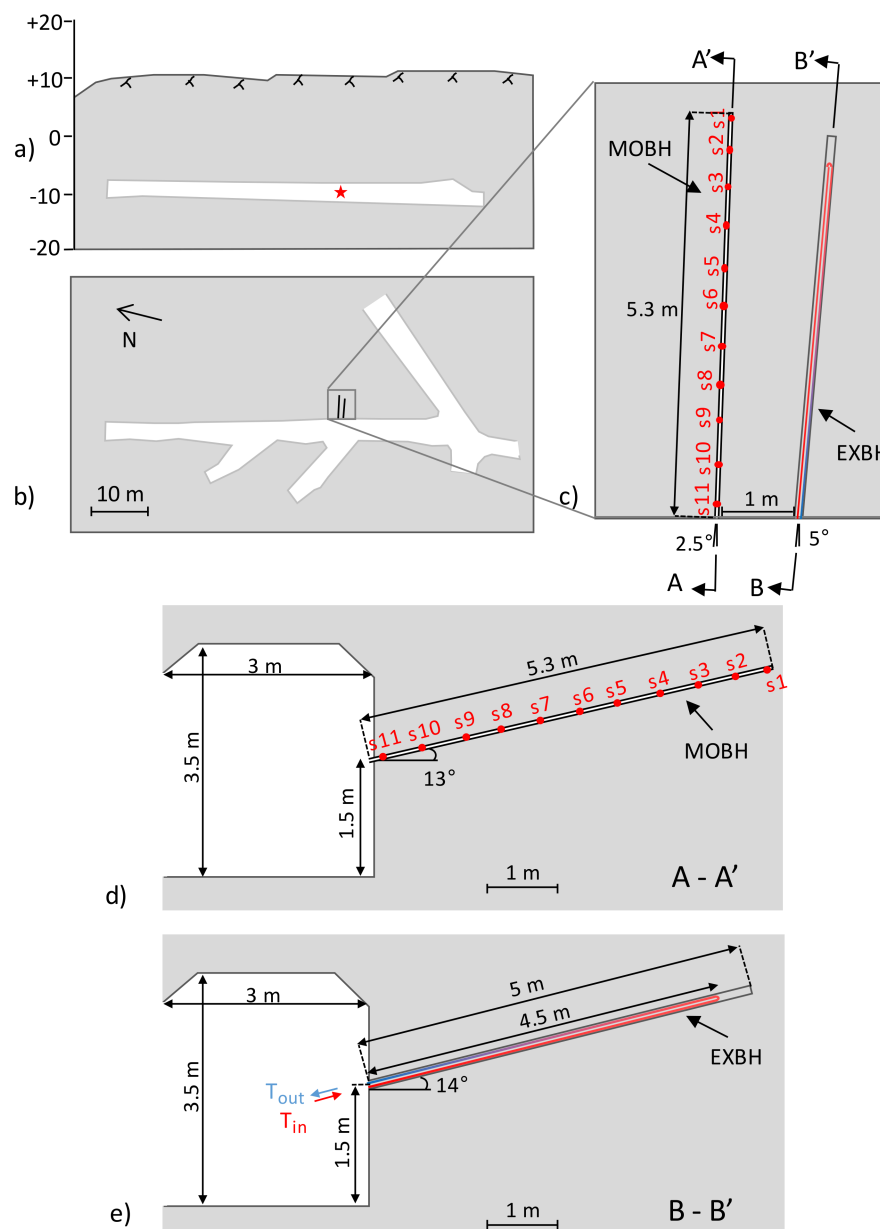 +20
+10
0
-10
-20
a)
N
10 m
b)
A'
B'
MOBH
s1
s2
s3
s4
s5
s6
s7
s8
s9
s10
s11
5.3 m
EXBH
c)
1 m
2.5°
5°
A
B
3 m
3.5 m
1.5 m
5.3 m
s1
s2
s3
s4
s5
s6
s7
s8
s9
s10
s11
MOBH
13°
1 m
A - A'
d)
3 m
3.5 m
1.5 m
5 m
4.5 m
EXBH
14°
Tout
Tin
1 m
B - B'
e)